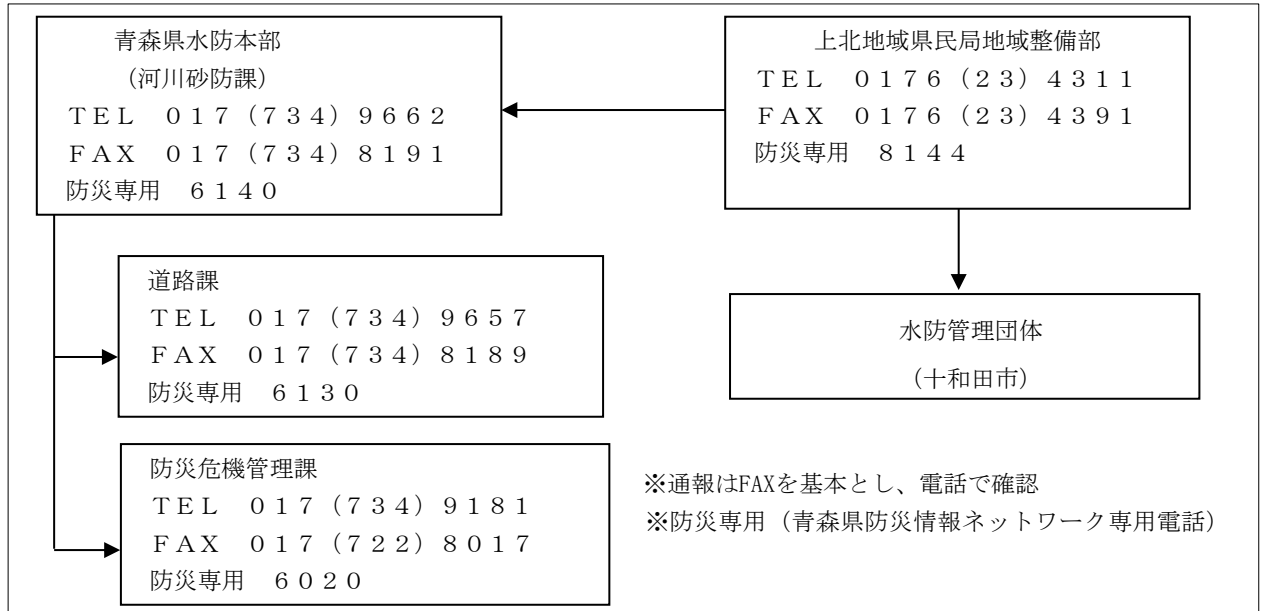 青森県水防本部
(河川砂防課)
ＴＥＬ　０１７（７３４）９６６２
ＦＡＸ　０１７（７３４）８１９１
防災専用　６１４０
上北地域県民局地域整備部
ＴＥＬ　０１７６（２３）４３１１
ＦＡＸ　０１７６（２３）４３９１
防災専用　８１４４
道路課
ＴＥＬ　０１７（７３４）９６５７
ＦＡＸ　０１７（７３４）８１８９
防災専用　６１３０
水防管理団体
（十和田市）
防災危機管理課
ＴＥＬ　０１７（７３４）９１８１
ＦＡＸ　０１７（７２２）８０１７
防災専用　６０２０
※通報はFAXを基本とし、電話で確認
※防災専用（青森県防災情報ネットワーク専用電話）